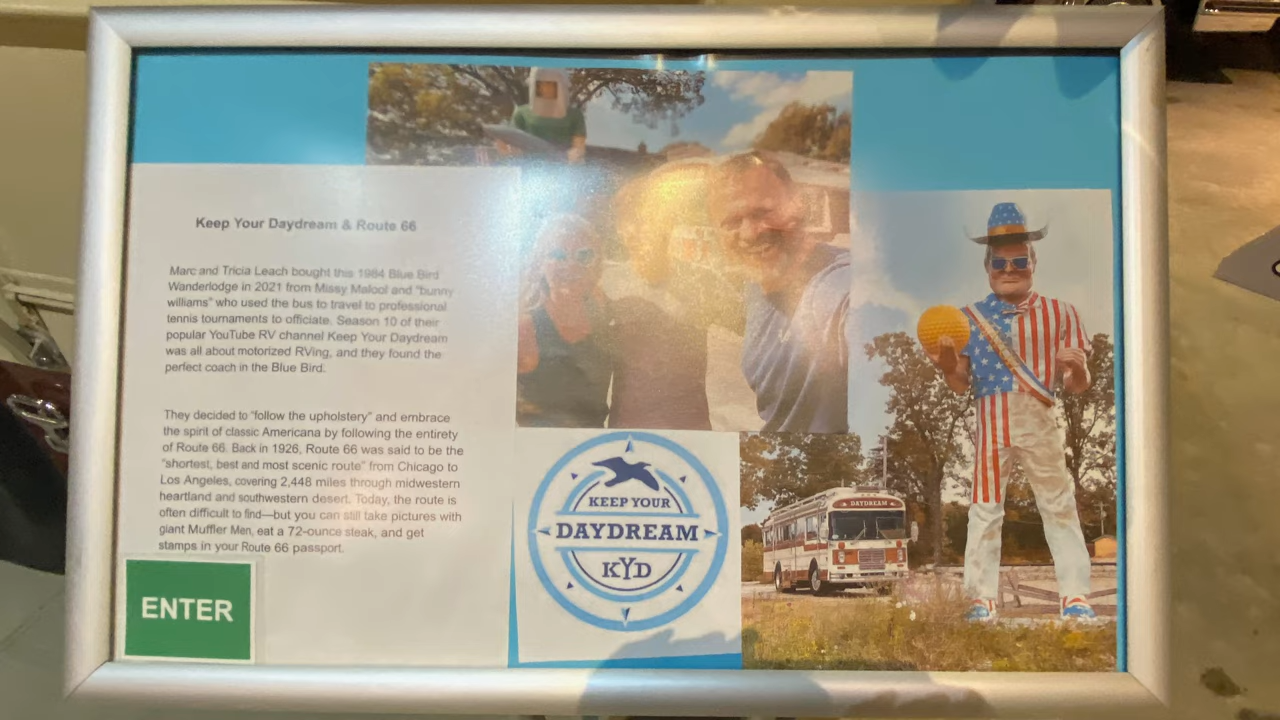 Keep Your Daydream & Route 66
Marc and Tricia Leach bought this 1984 Blue Bird
Wanderlodge in 2021 from Missy Malool and "bunny
williams" who used the bus to travel to professional
tennis tournaments to officiate. Season 10 of their
popular YouTube RV channel Keep Your Daydream
was all about motorized RVing, and they found the
perfect coach in the Blue Bird.
They decided to "follow the upholstery" and embrace
the spirit of classic Americana by following the entirety
of Route 66. Back in 1926, Route 66 was said to be the
"shortest, best and most scenic route" from Chicago to
Los Angeles, covering 2,448 miles through midwestern
heartland and southwestern desert. Today, the route is
often difficult to find—but you can still take pictures with
giant Muffler Men, eat a 72-ounce steak, and get
stamps in your Route 66 passport.
ENTER
KEEP YOUR
DAYDREAM
KYD
DAYDREAM